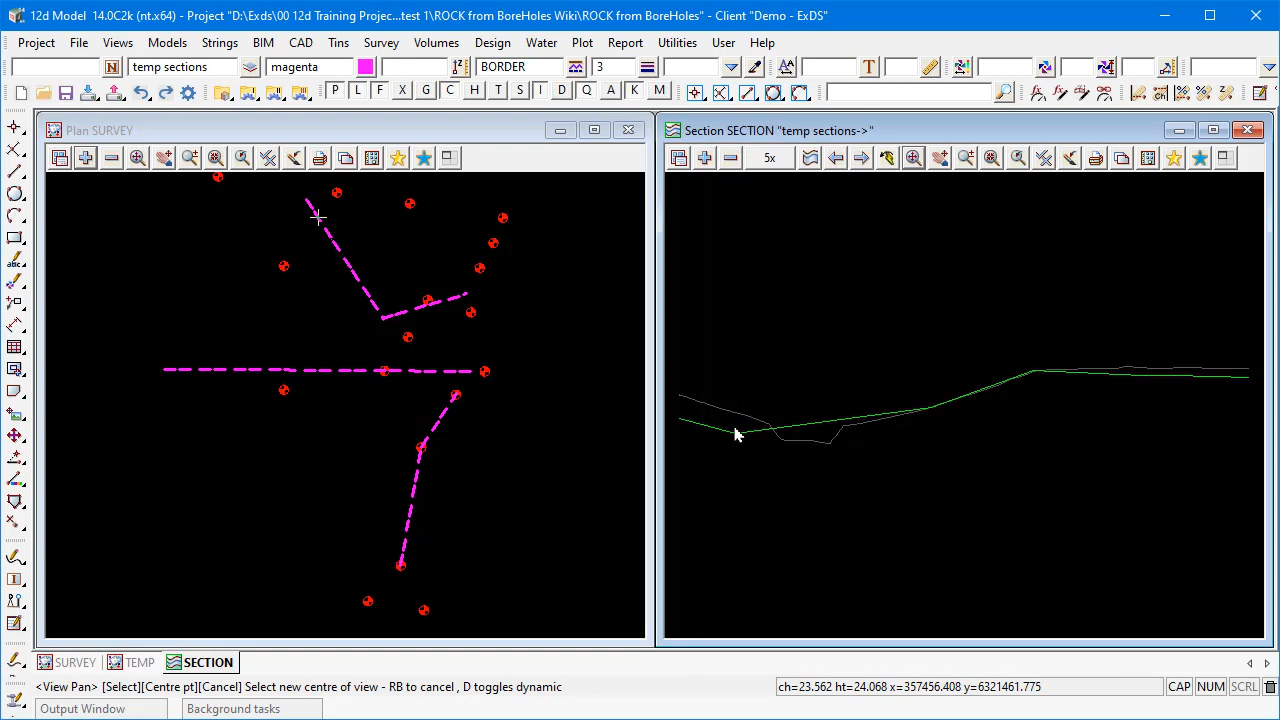 12d Model 14.0C2k (nt.x64) - Project "D:\Exds\00 12d Training Projec...test 1\ROCK from BoreHoles Wiki\ROCK from BoreHoles" - Client "Demo - ExDS"
Project File Views Models Strings BIM CAD Tins Survey Volumes Design Water Plot Report Utilities User Help
N temp sections magenta BORDER 3 T
P L F X G C H T S I D Q A K M
Plan SURVEY
Section SECTION "temp sections->"
5x
abc
SURVEY TEMP SECTION
<View Pan> [Select][Centre pt][Cancel] Select new centre of view - RB to cancel , D toggles dynamic
ch=23.562 ht=24.068 x=357456.408 y=6321461.775
CAP NUM SCRL
Output Window
Background tasks